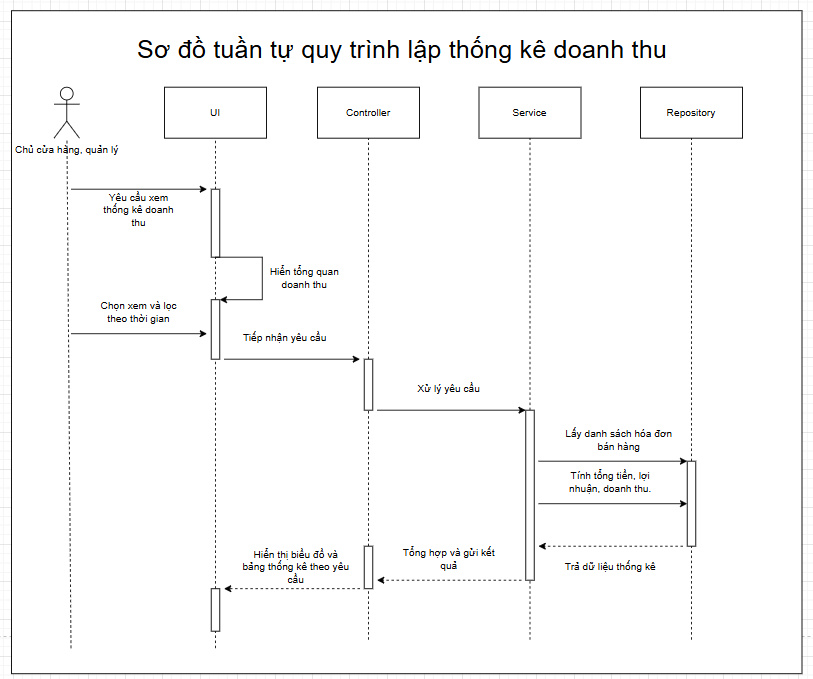 Sơ đồ tuần tự quy trình lập thống kê doanh thu
UI
Controller
Service
Repository
Chủ cửa hàng, quản lý
Yêu cầu xem
thống kê doanh
thu
Hiển tổng quan
doanh thu
Chọn xem và lọc
theo thời gian
Tiếp nhận yêu cầu
Xử lý yêu cầu
Lấy danh sách hóa đơn
bán hàng
Tính tổng tiền, lợi
nhuận, doanh thu.
Trả dữ liệu thống kê
Tổng hợp và gửi kết
quả
Hiển thị biểu đồ và
bảng thống kê theo yêu
cầu